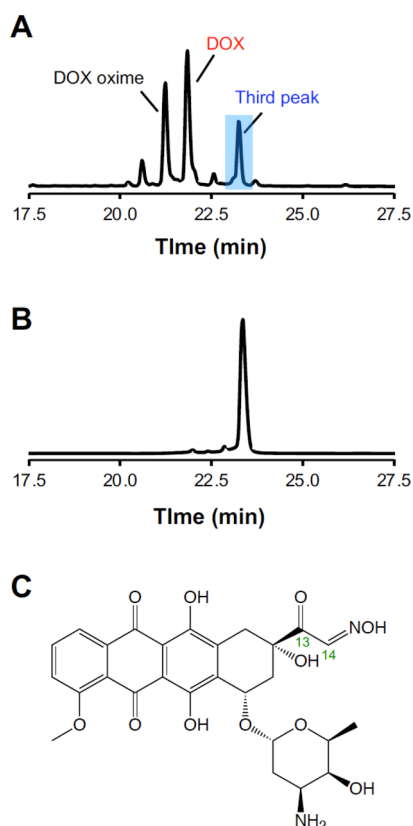 A
DOX
DOX oxime
Third peak
17.5 20.0 22.5 25.0 27.5
TIme (min)
B
17.5 20.0 22.5 25.0 27.5
TIme (min)
C
O OH O
NOH
13 14
OH
O O OH O O
OH
NH2